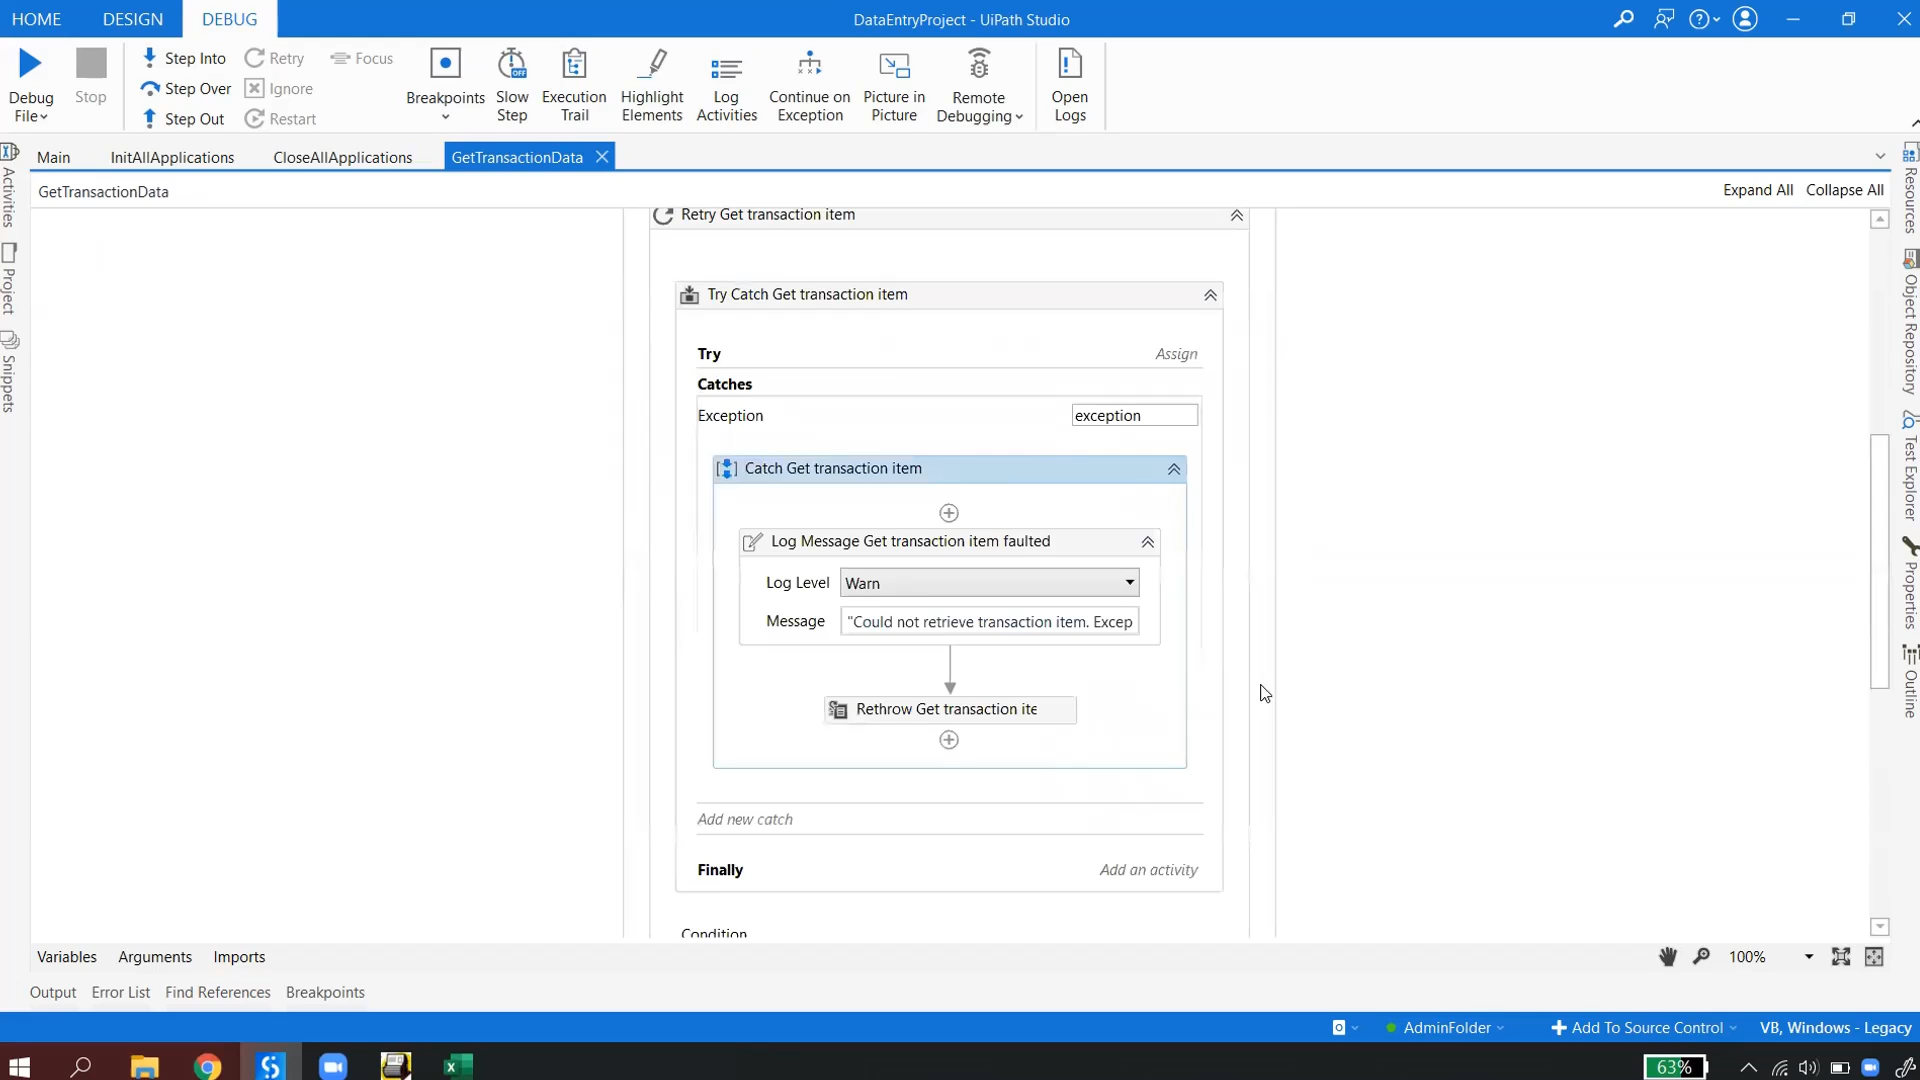 HOME DESIGN DEBUG
DataEntryProject - UiPath Studio
Debug File
Stop
Step Into
Step Over
Step Out
Retry
Ignore
Restart
Focus
Breakpoints
Slow Step
OFF
Execution Trail
Highlight Elements
Log Activities
Continue on Exception
Picture in Picture
Remote Debugging
Open Logs
Main InitAllApplications CloseAllApplications GetTransactionData
GetTransactionData
Expand All Collapse All
Activities
Project
Snippets
Retry Get transaction item
Try Catch Get transaction item
Try Assign
Catches
Exception exception
Catch Get transaction item
Log Message Get transaction item faulted
Log Level Warn
Message "Could not retrieve transaction item. Excep
Rethrow Get transaction ite
Add new catch
Finally Add an activity
Condition
Resources
Object Repository
Test Explorer
Properties
Outline
Variables Arguments Imports
100%
Output Error List Find References Breakpoints
AdminFolder
Add To Source Control
VB, Windows - Legacy
63%